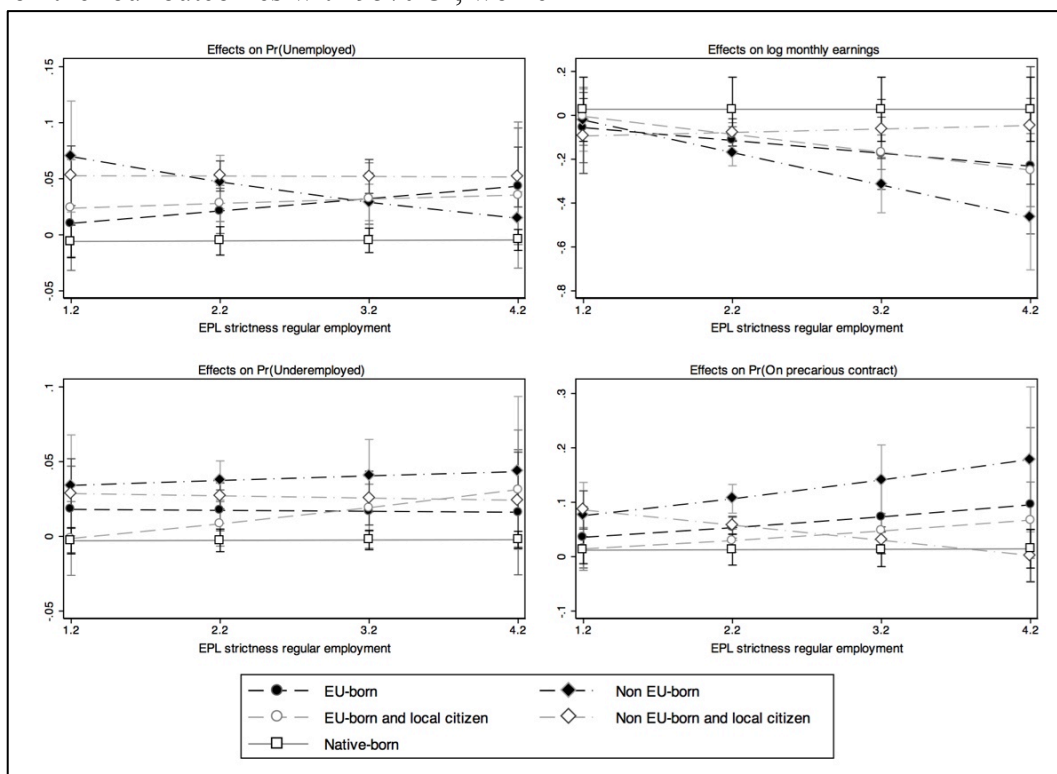 Effects on Pr(Unemployed)
.15
.1
.05
0
-.05
1.2 2.2 3.2 4.2
EPL strictness regular employment
Effects on log monthly earnings
.2
0
-.2
-.4
-.6
-.8
1.2 2.2 3.2 4.2
EPL strictness regular employment
Effects on Pr(Underemployed)
.1
.05
0
-.05
1.2 2.2 3.2 4.2
EPL strictness regular employment
Effects on Pr(On precarious contract)
.3
.2
.1
0
-.1
1.2 2.2 3.2 4.2
EPL strictness regular employment
EU-born
Non EU-born
EU-born and local citizen
Non EU-born and local citizen
Native-born